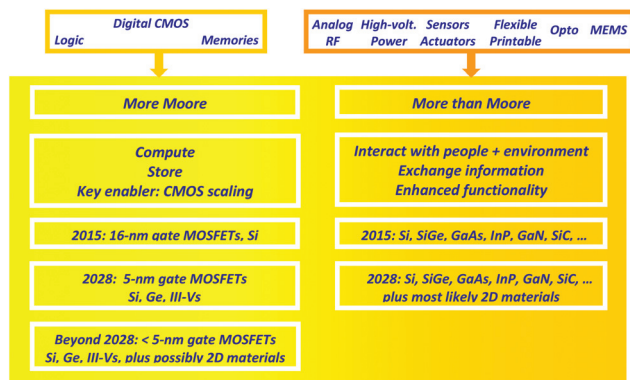 Digital CMOS
Logic Memories
Analog High-volt. Sensors Flexible Opto MEMS
RF Power Actuators Printable
More Moore
Compute
Store
Key enabler: CMOS scaling
2015: 16-nm gate MOSFETs, Si
2028: 5-nm gate MOSFETs
Si, Ge, III-Vs
Beyond 2028: < 5-nm gate MOSFETs
Si, Ge, III-Vs, plus possibly 2D materials
More than Moore
Interact with people + environment
Exchange information
Enhanced functionality
2015: Si, SiGe, GaAs, InP, GaN, SiC, ...
2028: Si, SiGe, GaAs, InP, GaN, SiC, ...
plus most likely 2D materials